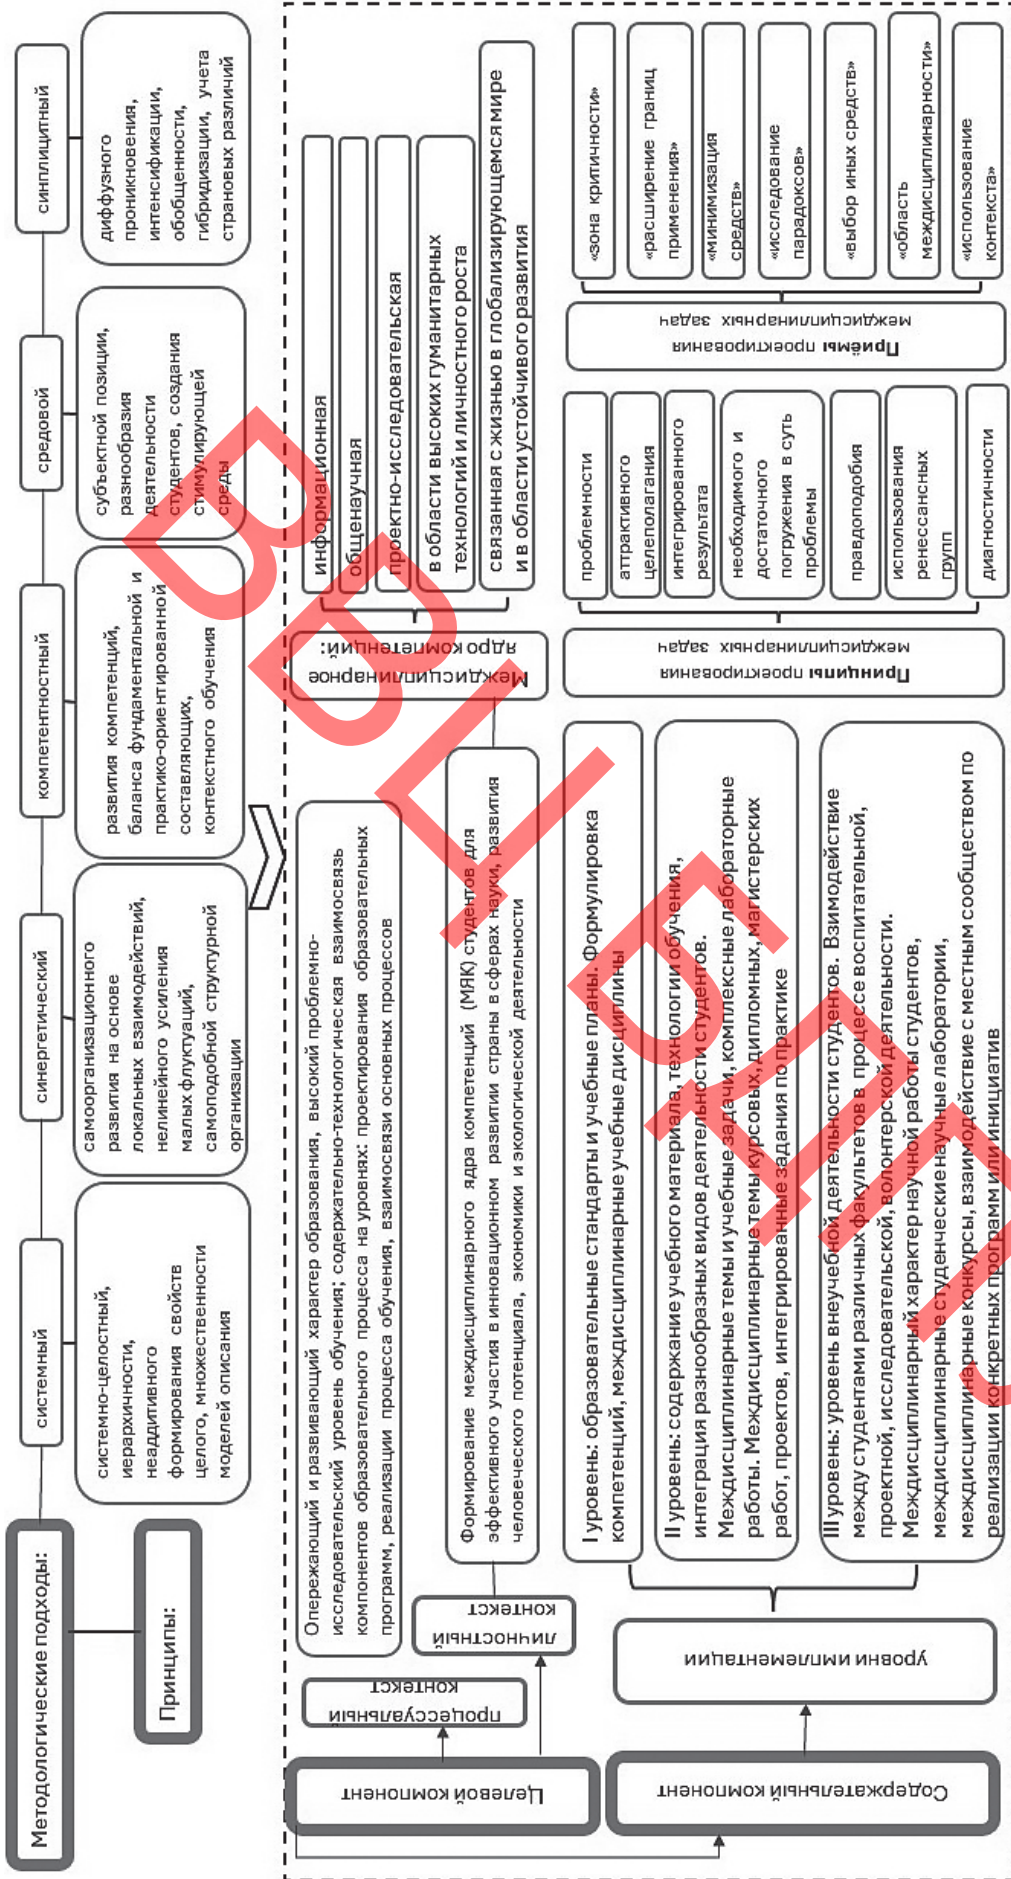 Методологические подходы:
системный
синергетический
компетентностный
средовой
синплицитный
Принципы:
системно-целостный,
иерархичности,
неаддитивного
формирования свойств
целого, множественности
моделей описания
самоорганизационного
развития на основе
локальных взаимодействий,
нелинейного усиления
малых флуктуаций,
самоподобной структурной
организации
развития компетенций,
баланса фундаментальной и
практико-ориентированной
составляющих,
контекстного обучения
субъектной позиции,
разнообразия
деятельности
студентов, создания
стимулирующей
среды
диффузного
проникновения,
интенсификации,
обобщенности,
гибридизации, учета
страновых различий
Целевой компонент
процессуальный
контекст
Опережающий и развивающий характер образования, высокий проблемно-
исследовательский уровень обучения; содержательно-технологическая взаимосвязь
компонентов образовательного процесса на уровнях: проектирования образовательных
программ, реализации процесса обучения, взаимосвязи основных процессов
личностный
контекст
Формирование междисциплинарного ядра компетенций (МЯК) студентов для
эффективного участия в инновационном развитии страны в сферах науки, развития
человеческого потенциала, экономики и экологической деятельности
Междисциплинарное
ядро компетенций:
информационная
общенаучная
проектно-исследовательская
в области высоких гуманитарных
технологий и личностного роста
связанная с жизнью в глобализирующемся мире
и в области устойчивого развития
Содержательный компонент
уровни имплементации
I уровень: образовательные стандарты и учебные планы. Формулировка
компетенций, междисциплинарные учебные дисциплины
II уровень: содержание учебного материала, технологии обучения,
интеграция разнообразных видов деятельности студентов.
Междисциплинарные темы и учебные задачи, комплексные лабораторные
работы. Междисциплинарные темы курсовых, дипломных, магистерских
работ, проектов, интегрированные задания по практике
III уровень: уровень внеучебной деятельности студентов. Взимодействие
между студентами различных факультетов в процессе воспитательной,
проектной, исследовательской, волонтерской деятельности.
Междисциплинарный характер научной работы студентов,
междисциплинарные студенческие научные лаборатории,
междисциплинарные конкурсы, взаимодействие с местным сообществом по
реализации конкретных программ или инициатив
Принципы проектирования
междисциплинарных задач
проблемности
аттрактивного
целеполагания
интегрированного
результата
необходимого и
достаточного
погружения в суть
проблемы
правдоподобия
использования
ренессансных
групп
диагностичности
Приёмы проектирования
междисциплинарных задач
«зона критичности»
«расширение границ
применения»
«минимизация
средств»
«исследование
парадоксов»
«выбор иных средств»
«область
междисциплинарности»
«использование
контекста»